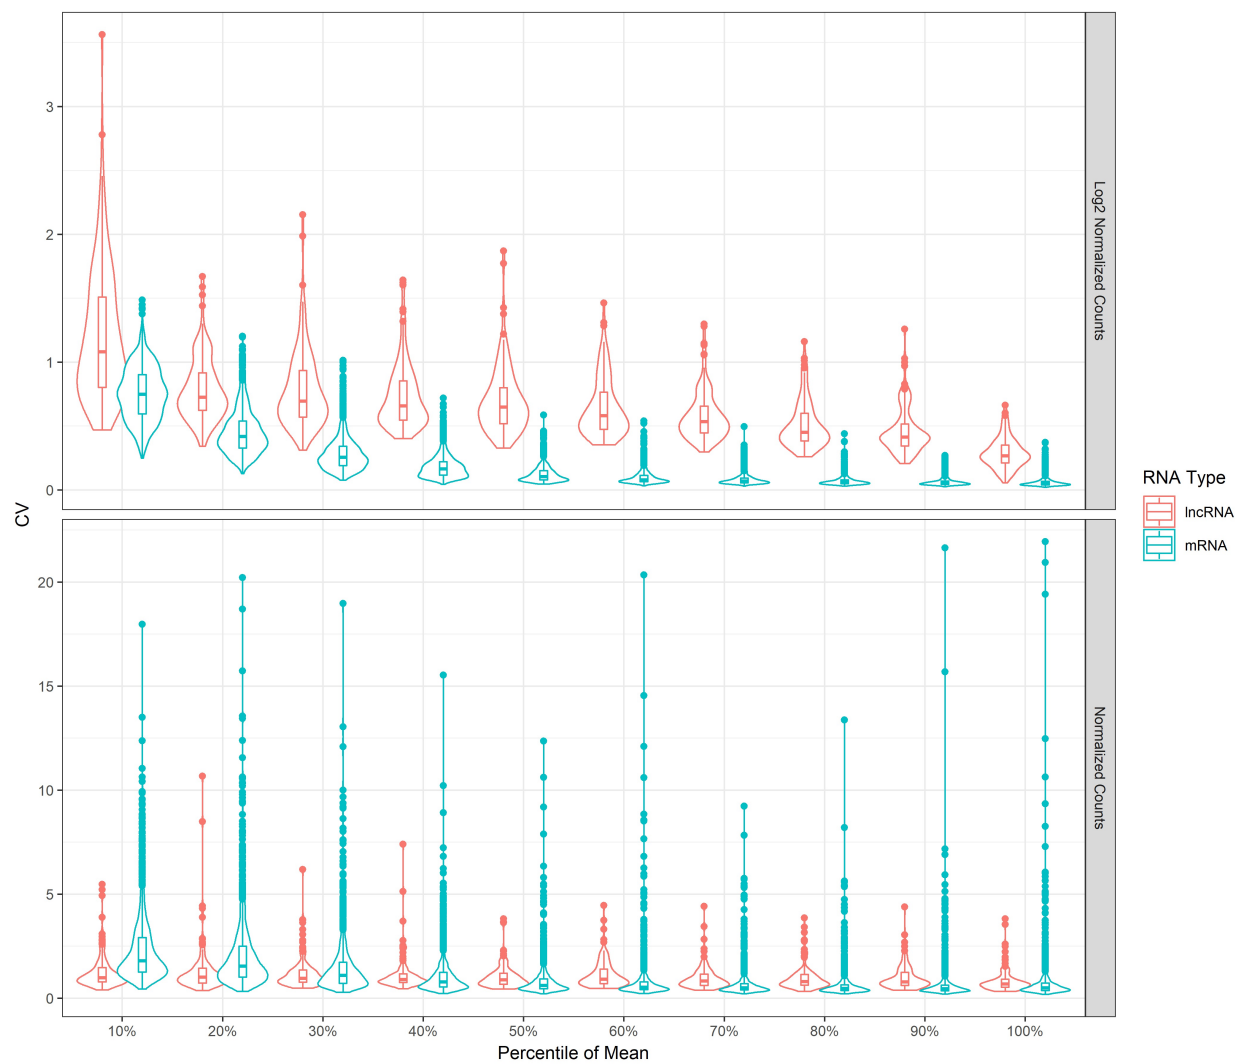 3
2
1
0
Log2 Normalized Counts
CV
20
15
10
5
0
Normalized Counts
10% 20% 30% 40% 50% 60% 70% 80% 90% 100%
Percentile of Mean
RNA Type
lncRNA
mRNA